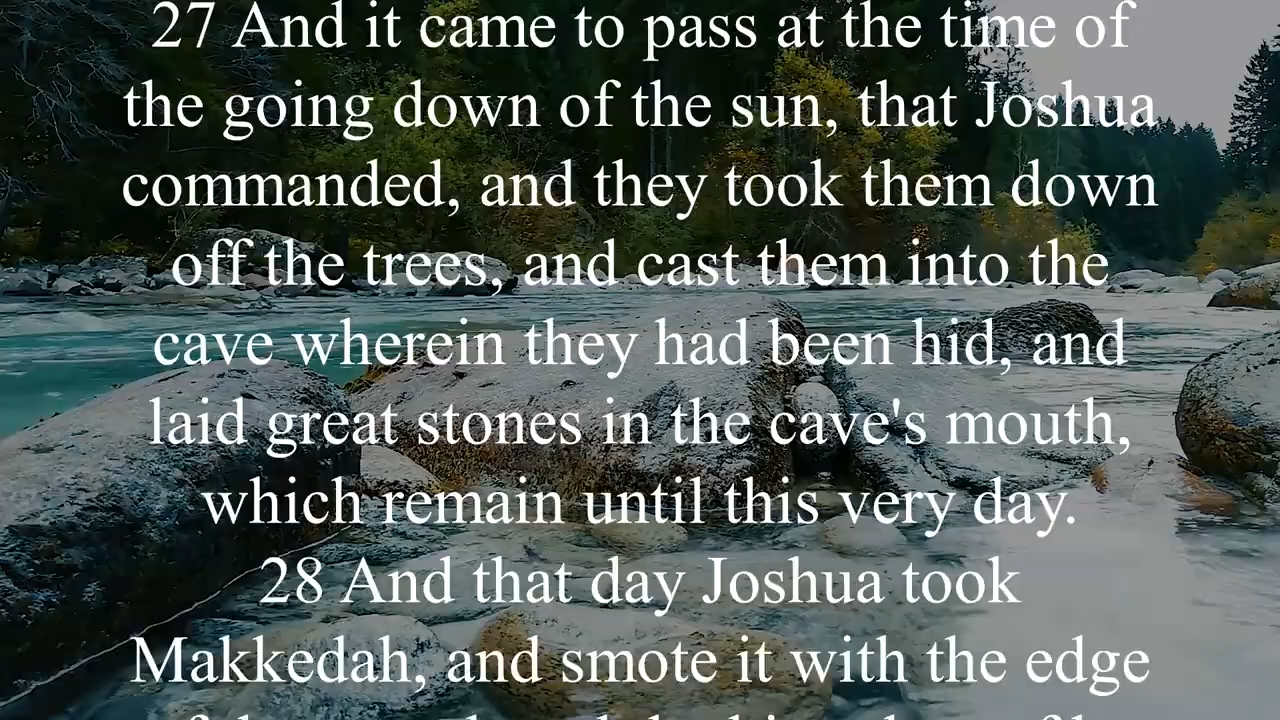 27 And it came to pass at the time of
the going down of the sun, that Joshua
commanded, and they took them down
off the trees, and cast them into the
cave wherein they had been hid, and
laid great stones in the cave's mouth,
which remain until this very day.
28 And that day Joshua took
Makkedah, and smote it with the edge